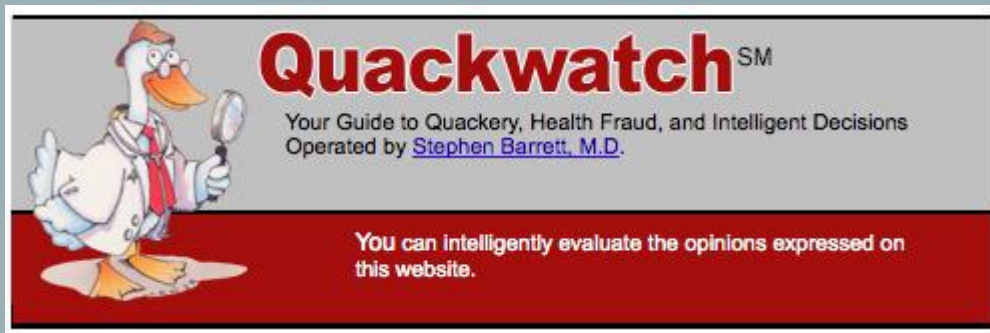 Quackwatch℠
Your Guide to Quackery, Health Fraud, and Intelligent Decisions
Operated by Stephen Barrett, M.D.
You can intelligently evaluate the opinions expressed on
this website.